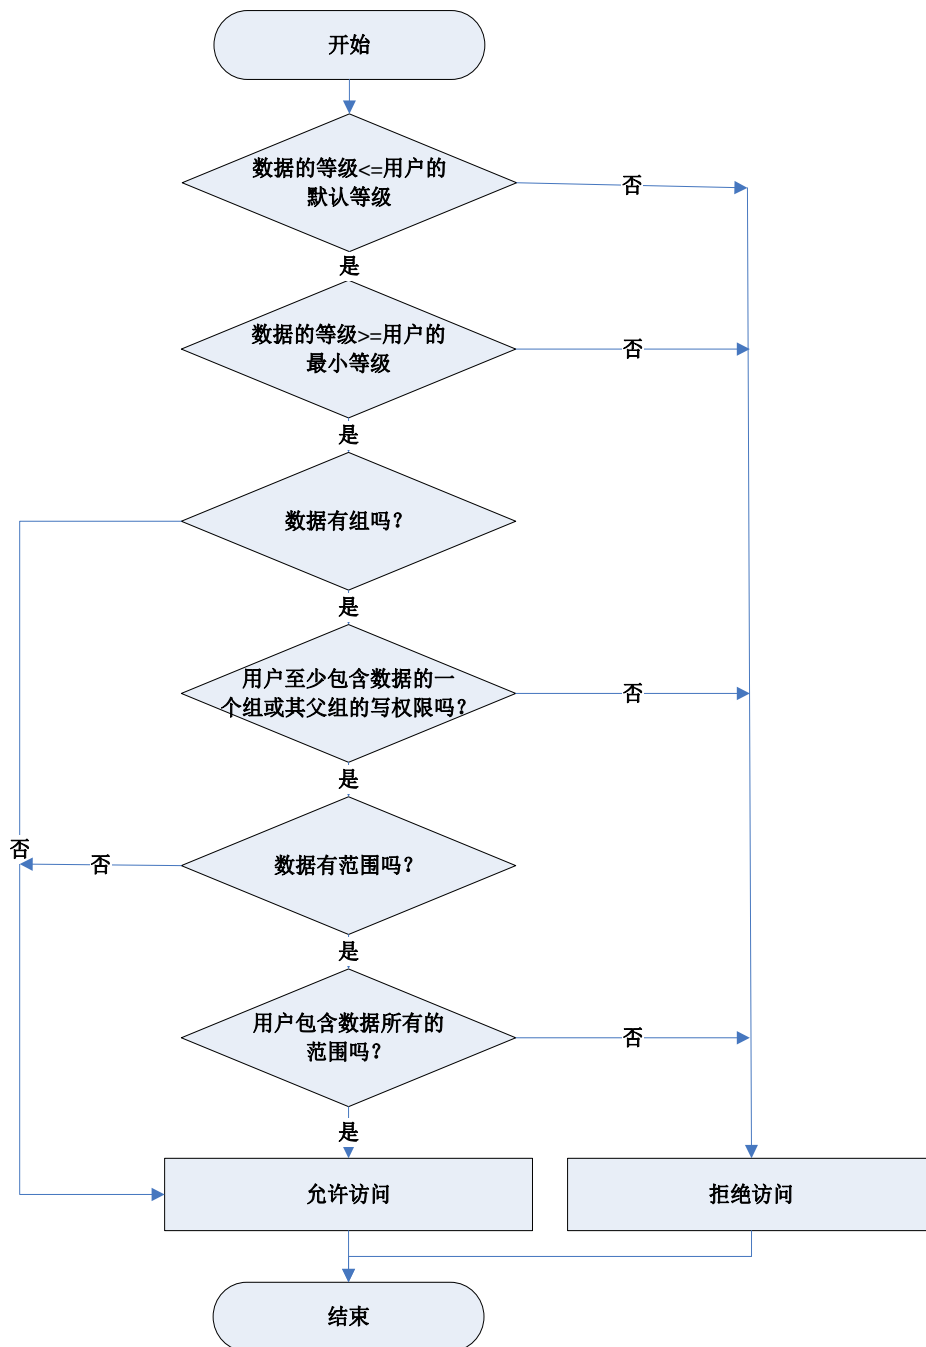 开始
数据的等级<=用户的
默认等级
否
是
数据的等级>=用户的
最小等级
否
是
数据有组吗？
是
用户至少包含数据的一
个组或其父组的写权限吗？
否
是
否
否
数据有范围吗？
是
用户包含数据所有的
范围吗？
否
是
允许访问
拒绝访问
结束